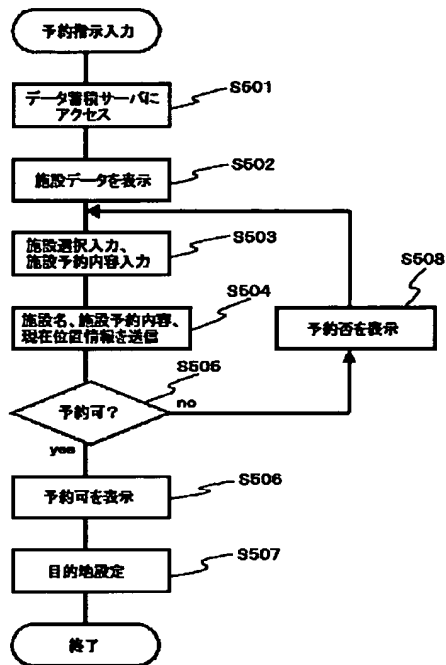 予約指示入力
S501
データ蓄積サーバに
アクセス
S502
施設データを表示
S503
施設選択入力、
施設予約内容入力
S508
予約否を表示
S504
施設名、施設予約内容、
現在位置情報を送信
S505
予約可?
no
yes
S506
予約可を表示
S507
目的地設定
終了